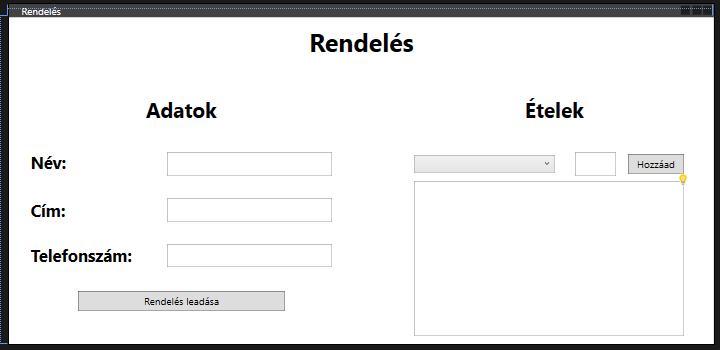 Rendelés
Rendelés
Adatok
Név:
Cím:
Telefonszám:
Rendelés leadása
Ételek
Hozzáad